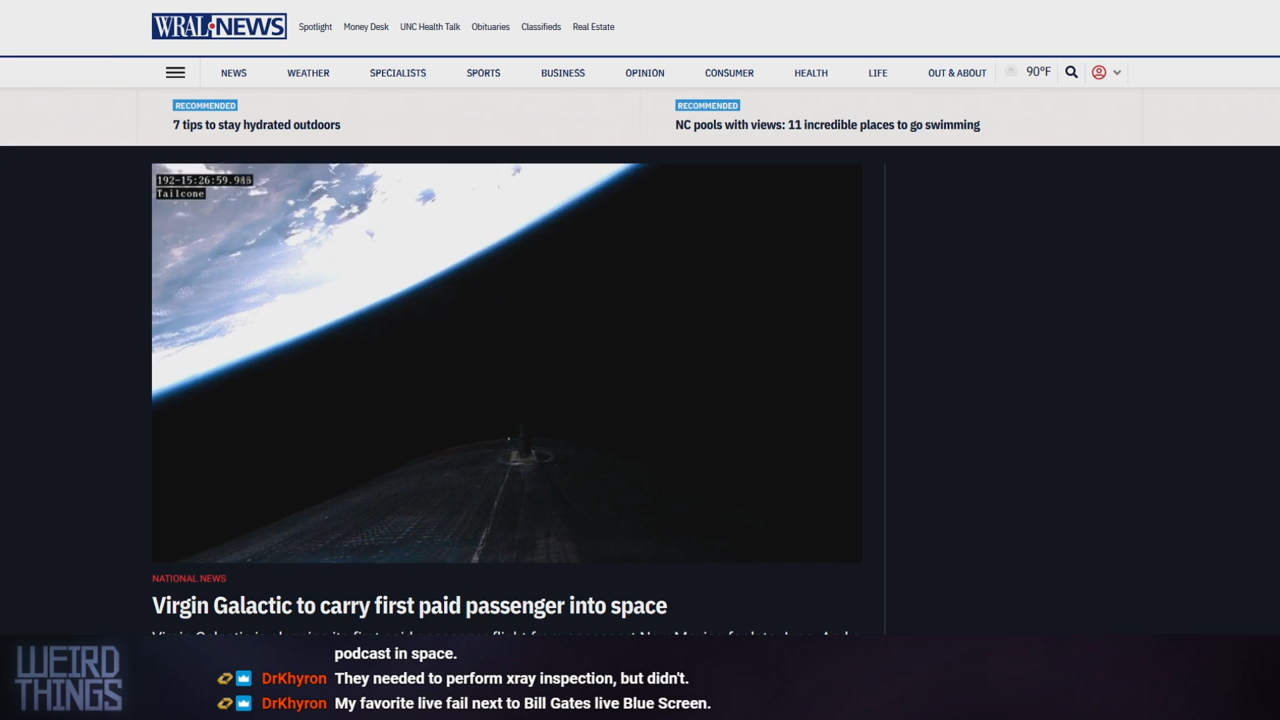 WRAL NEWS
Spotlight Money Desk UNC Health Talk Obituaries Classifieds Real Estate
NEWS WEATHER SPECIALISTS SPORTS BUSINESS OPINION CONSUMER HEALTH LIFE OUT & ABOUT 90°F
RECOMMENDED
7 tips to stay hydrated outdoors
RECOMMENDED
NC pools with views: 11 incredible places to go swimming
192-15:26:59.986
Tailcone
NATIONAL NEWS
Virgin Galactic to carry first paid passenger into space
podcast in space.
DrKhyron They needed to perform xray inspection, but didn't.
DrKhyron My favorite live fail next to Bill Gates live Blue Screen.
WEIRD
THINGS